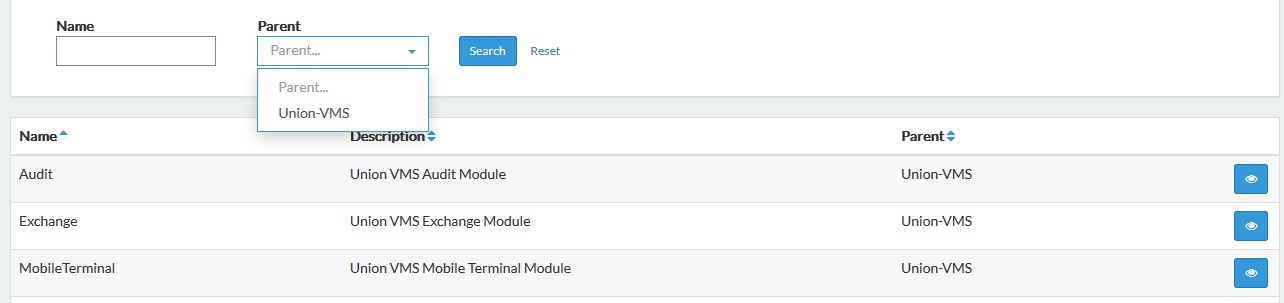 Name Parent
Parent... Search Reset
Parent...
Union-VMS
Name Description Parent
Audit Union VMS Audit Module Union-VMS
Exchange Union VMS Exchange Module Union-VMS
MobileTerminal Union VMS Mobile Terminal Module Union-VMS